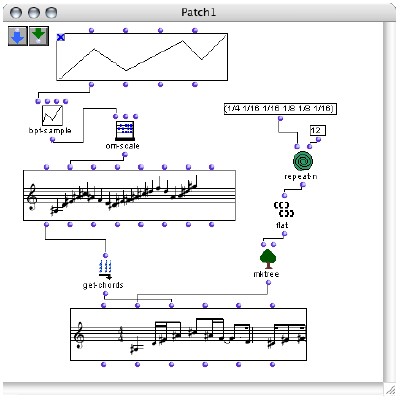 Patch1
(1/4 1/16 1/16 1/8 1/8 1/16)
12
bpf-sample
om-scale
repeat-n
flat
get-chords
mktree